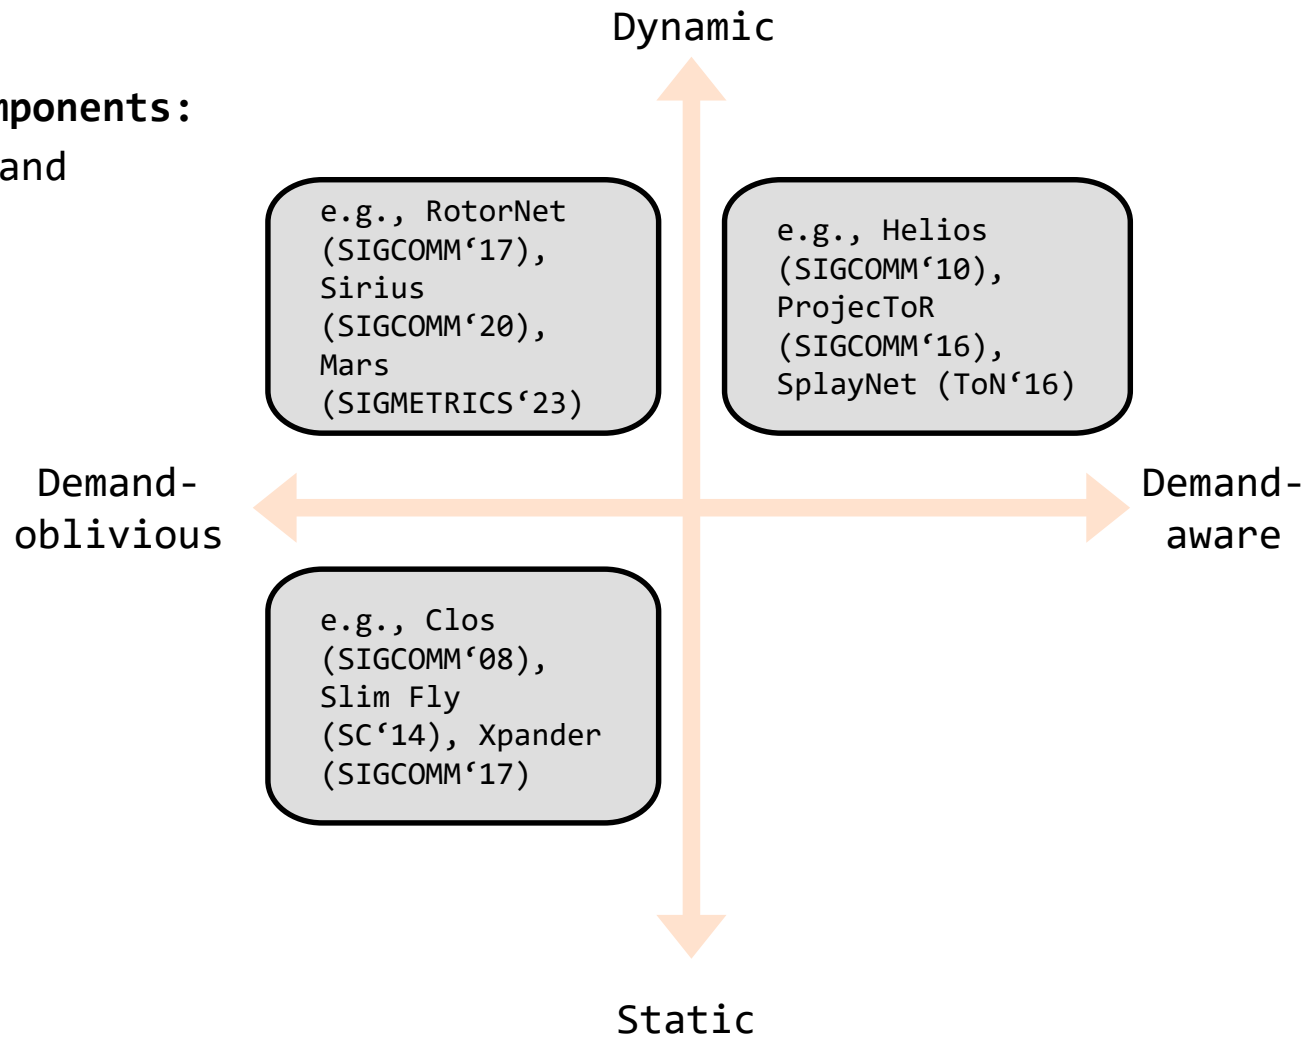 Dynamic
mponents:
and
e.g., RotorNet
(SIGCOMM‘17),
Sirius
(SIGCOMM‘20),
Mars
(SIGMETRICS‘23)
e.g., Helios
(SIGCOMM‘10),
ProjecToR
(SIGCOMM‘16),
SplayNet (ToN‘16)
Demand-
oblivious
Demand-
aware
e.g., Clos
(SIGCOMM‘08),
Slim Fly
(SC‘14), Xpander
(SIGCOMM‘17)
Static